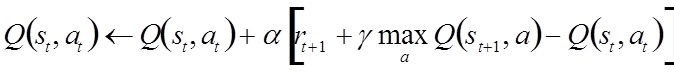 Q(s_t, a_t) ← Q(s_t, a_t) + α [r_{t+1} + γ max_a Q(s_{t+1}, a) − Q(s_t, a_t)]